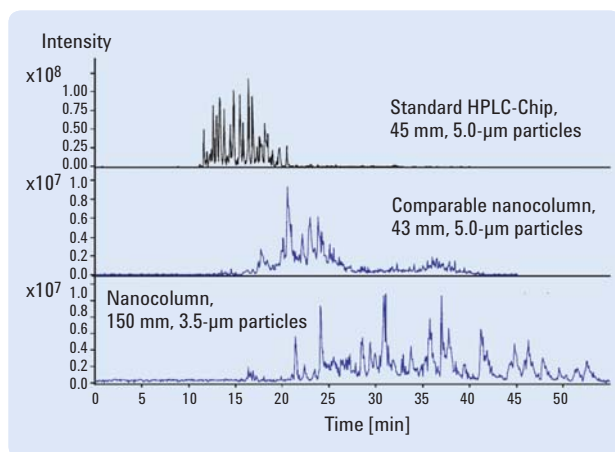 Intensity
x10⁸
1.00
0.75
0.50
0.25
0.00
Standard HPLC-Chip,
45 mm, 5.0-µm particles
x10⁷
1.0
0.8
0.6
0.4
0.2
0.0
Comparable nanocolumn,
43 mm, 5.0-µm particles
x10⁷
1.0
0.8
0.6
0.4
0.2
0.0
Nanocolumn,
150 mm, 3.5-µm particles
0 5 10 15 20 25 30 35 40 45 50
Time [min]